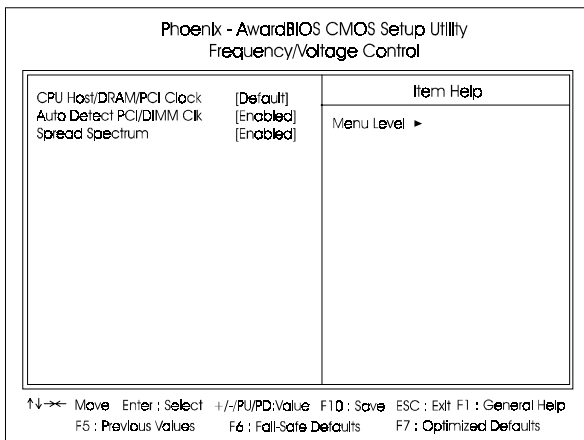 Phoenix - AwardBIOS CMOS Setup Utility
Frequency/Voltage Control
CPU Host/DRAM/PCI Clock [Default]
Auto Detect PCI/DIMM Clk [Enabled]
Spread Spectrum [Enabled]
Item Help
Menu Level ►
↑↓→← Move Enter : Select +/-/PU/PD:Value F10 : Save ESC : Exit F1 : General Help
F5 : Previous Values F6 : Fail-Safe Defaults F7 : Optimized Defaults